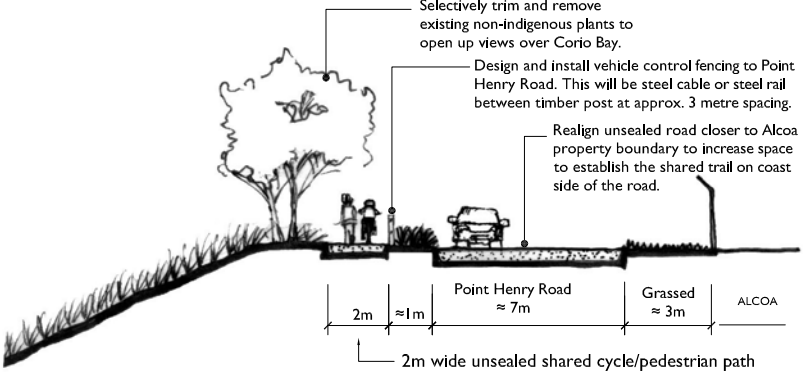 Selectively trim and remove
existing non-indigenous plants to
open up views over Corio Bay.
Design and install vehicle control fencing to Point
Henry Road. This will be steel cable or steel rail
between timber post at approx. 3 metre spacing.
Realign unsealed road closer to Alcoa
property boundary to increase space
to establish the shared trail on coast
side of the road.
2m
≈1m
Point Henry Road
≈ 7m
Grassed
≈ 3m
ALCOA
2m wide unsealed shared cycle/pedestrian path